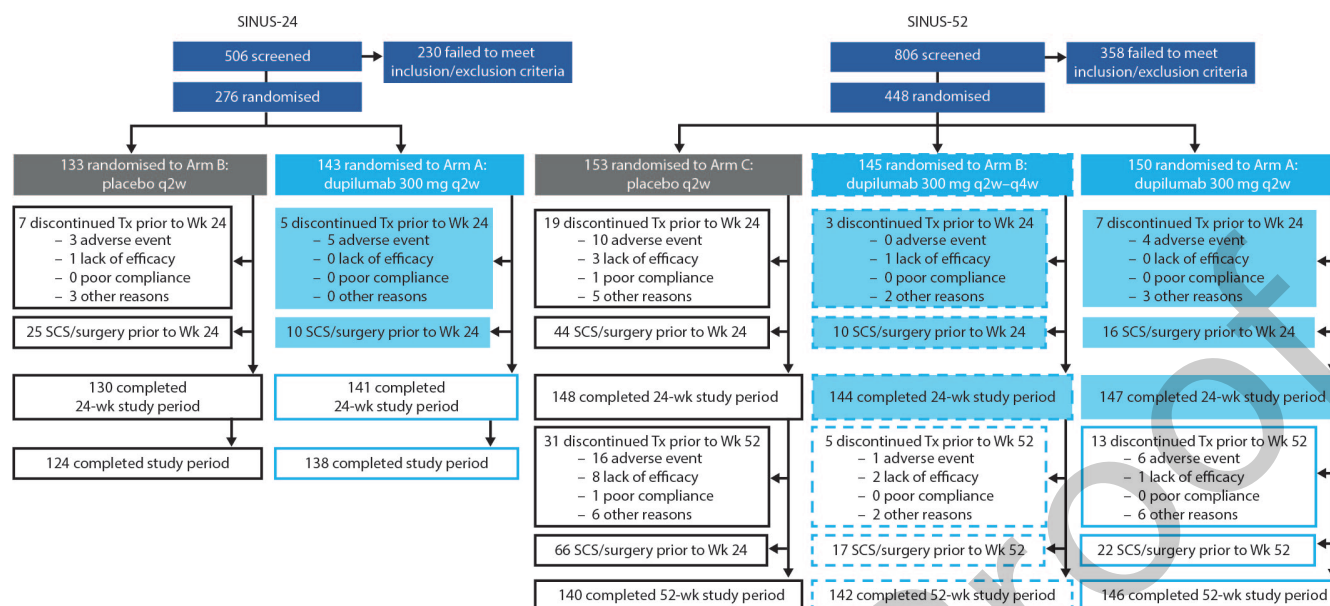 SINUS-24
506 screened
230 failed to meet
inclusion/exclusion criteria
276 randomised
133 randomised to Arm B:
placebo q2w
143 randomised to Arm A:
dupilumab 300 mg q2w
7 discontinued Tx prior to Wk 24
– 3 adverse event
– 1 lack of efficacy
– 0 poor compliance
– 3 other reasons
5 discontinued Tx prior to Wk 24
– 5 adverse event
– 0 lack of efficacy
– 0 poor compliance
– 0 other reasons
25 SCS/surgery prior to Wk 24
10 SCS/surgery prior to Wk 24
130 completed
24-wk study period
141 completed
24-wk study period
124 completed study period
138 completed study period
SINUS-52
806 screened
358 failed to meet
inclusion/exclusion criteria
448 randomised
153 randomised to Arm C:
placebo q2w
145 randomised to Arm B:
dupilumab 300 mg q2w–q4w
150 randomised to Arm A:
dupilumab 300 mg q2w
19 discontinued Tx prior to Wk 24
– 10 adverse event
– 3 lack of efficacy
– 1 poor compliance
– 5 other reasons
3 discontinued Tx prior to Wk 24
– 0 adverse event
– 1 lack of efficacy
– 0 poor compliance
– 2 other reasons
7 discontinued Tx prior to Wk 24
– 4 adverse event
– 0 lack of efficacy
– 0 poor compliance
– 3 other reasons
44 SCS/surgery prior to Wk 24
10 SCS/surgery prior to Wk 24
16 SCS/surgery prior to Wk 24
148 completed 24-wk study period
144 completed 24-wk study period
147 completed 24-wk study period
31 discontinued Tx prior to Wk 52
– 16 adverse event
– 8 lack of efficacy
– 1 poor compliance
– 6 other reasons
5 discontinued Tx prior to Wk 52
– 1 adverse event
– 2 lack of efficacy
– 0 poor compliance
– 2 other reasons
13 discontinued Tx prior to Wk 52
– 6 adverse event
– 1 lack of efficacy
– 0 poor compliance
– 6 other reasons
66 SCS/surgery prior to Wk 24
17 SCS/surgery prior to Wk 52
22 SCS/surgery prior to Wk 52
140 completed 52-wk study period
142 completed 52-wk study period
146 completed 52-wk study period
roof